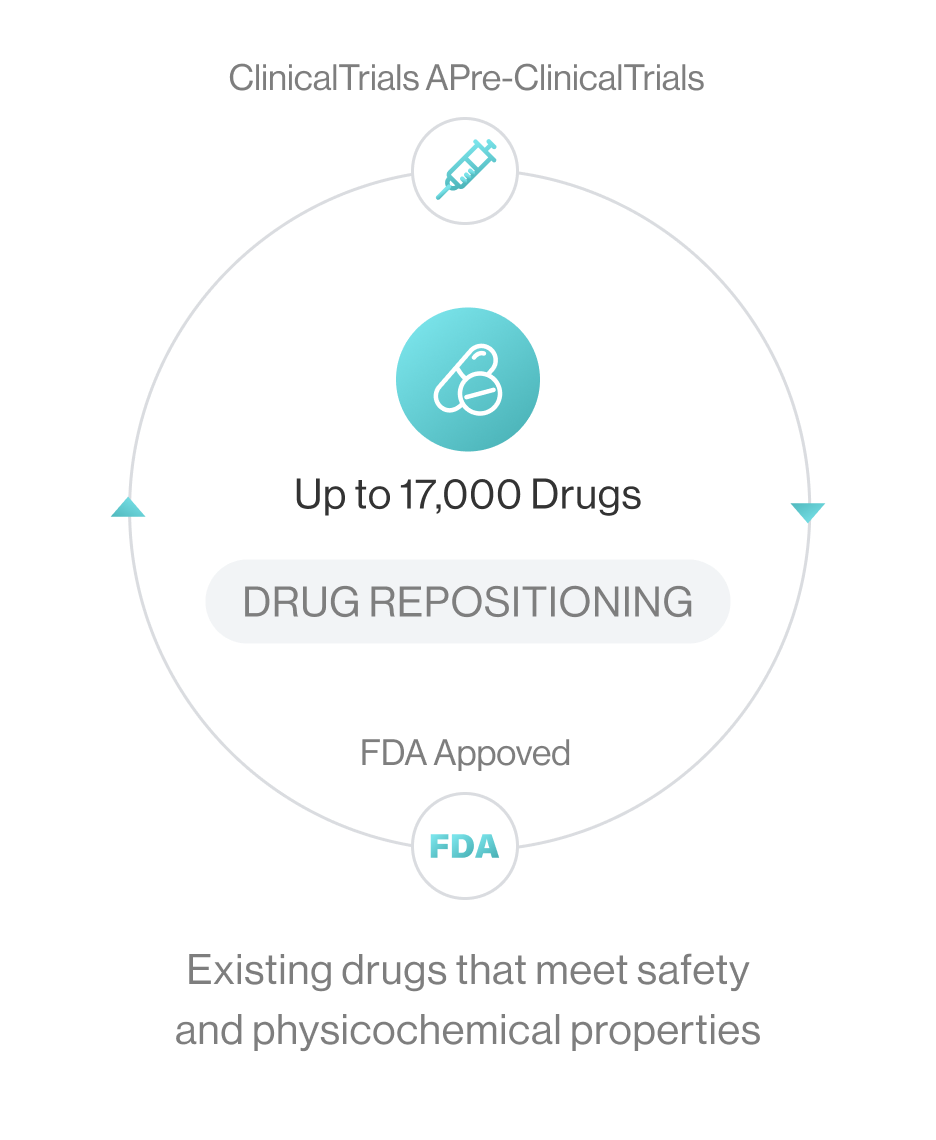 ClinicalTrials APre-ClinicalTrials
Up to 17,000 Drugs
DRUG REPOSITIONING
FDA Appoved
FDA
Existing drugs that meet safety
and physicochemical properties